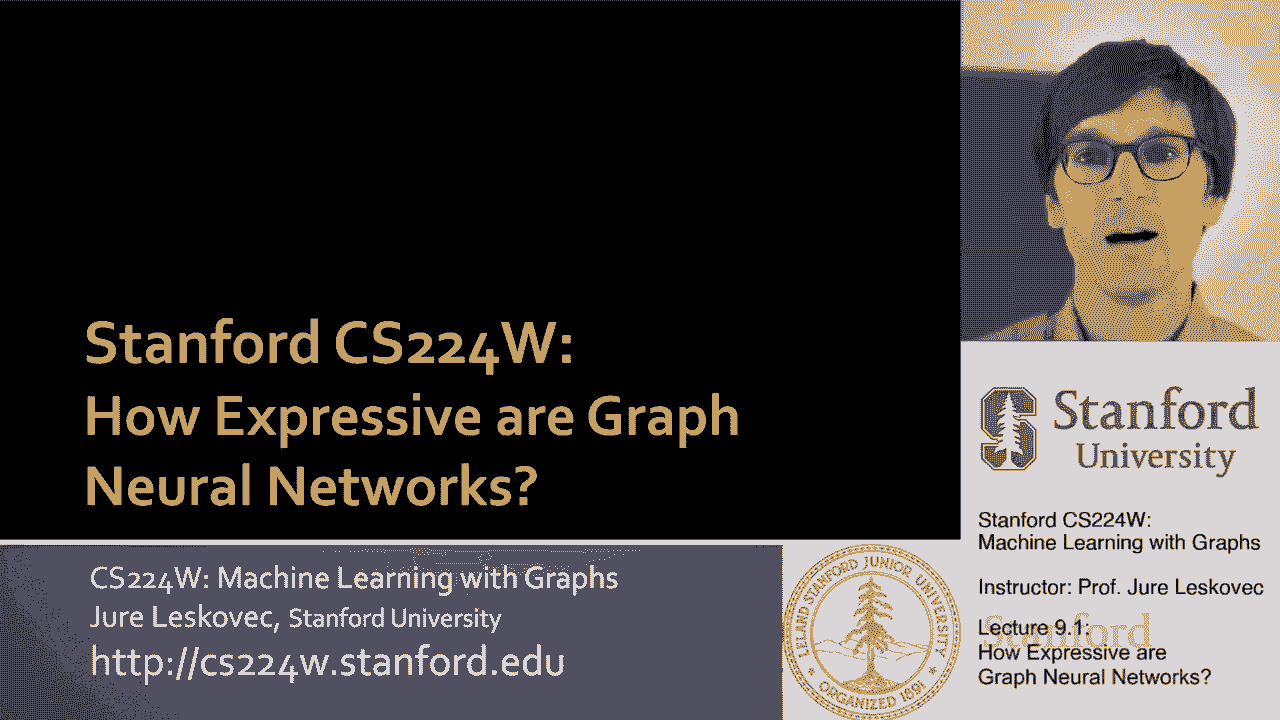 Stanford CS224W:
How Expressive are Graph
Neural Networks?
CS224W: Machine Learning with Graphs
Jure Leskovec, Stanford University
http://cs224w.stanford.edu
LELAND STANFORD JUNIOR UNIVERSITY
ORGANIZED 1891
Stanford
University
Stanford CS224W:
Machine Learning with Graphs
Instructor: Prof. Jure Leskovec
Stanford
Lecture 9.1:
How Expressive are
Graph Neural Networks?